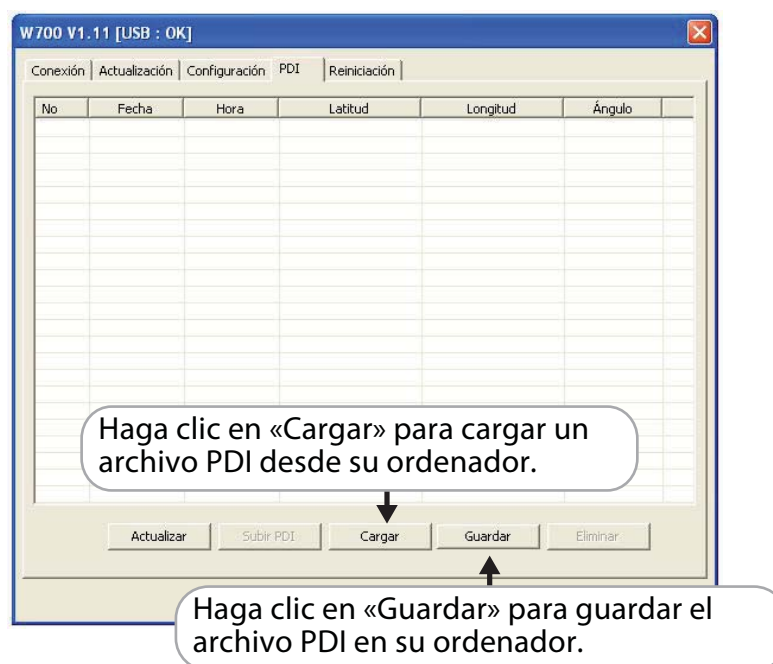 W700 V1.11 [USB : OK]
Conexión Actualización Configuración PDI Reiniciación
No Fecha Hora Latitud Longitud Ángulo
Haga clic en «Cargar» para cargar un
archivo PDI desde su ordenador.
Actualizar Subir PDI Cargar Guardar Eliminar
Haga clic en «Guardar» para guardar el
archivo PDI en su ordenador.